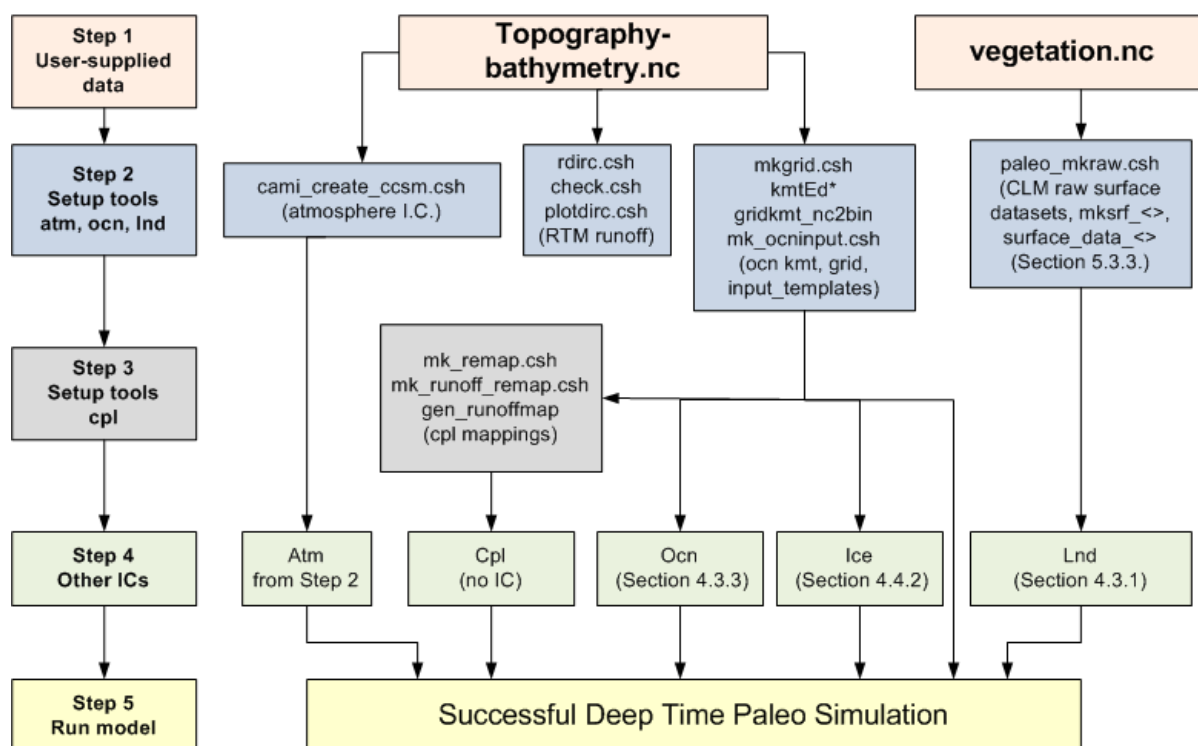 Step 1
User-supplied
data
Topography-
bathymetry.nc
vegetation.nc
Step 2
Setup tools
atm, ocn, lnd
cami_create_ccsm.csh
(atmosphere I.C.)
rdirc.csh
check.csh
plotdirc.csh
(RTM runoff)
mkgrid.csh
kmtEd*
gridkmt_nc2bin
mk_ocninput.csh
(ocn kmt, grid,
input_templates)
paleo_mkraw.csh
(CLM raw surface
datasets, mksrf_<>,
surface_data_<>
(Section 5.3.3.)
Step 3
Setup tools
cpl
mk_remap.csh
mk_runoff_remap.csh
gen_runoffmap
(cpl mappings)
Step 4
Other ICs
Atm
from Step 2
Cpl
(no IC)
Ocn
(Section 4.3.3)
Ice
(Section 4.4.2)
Lnd
(Section 4.3.1)
Step 5
Run model
Successful Deep Time Paleo Simulation